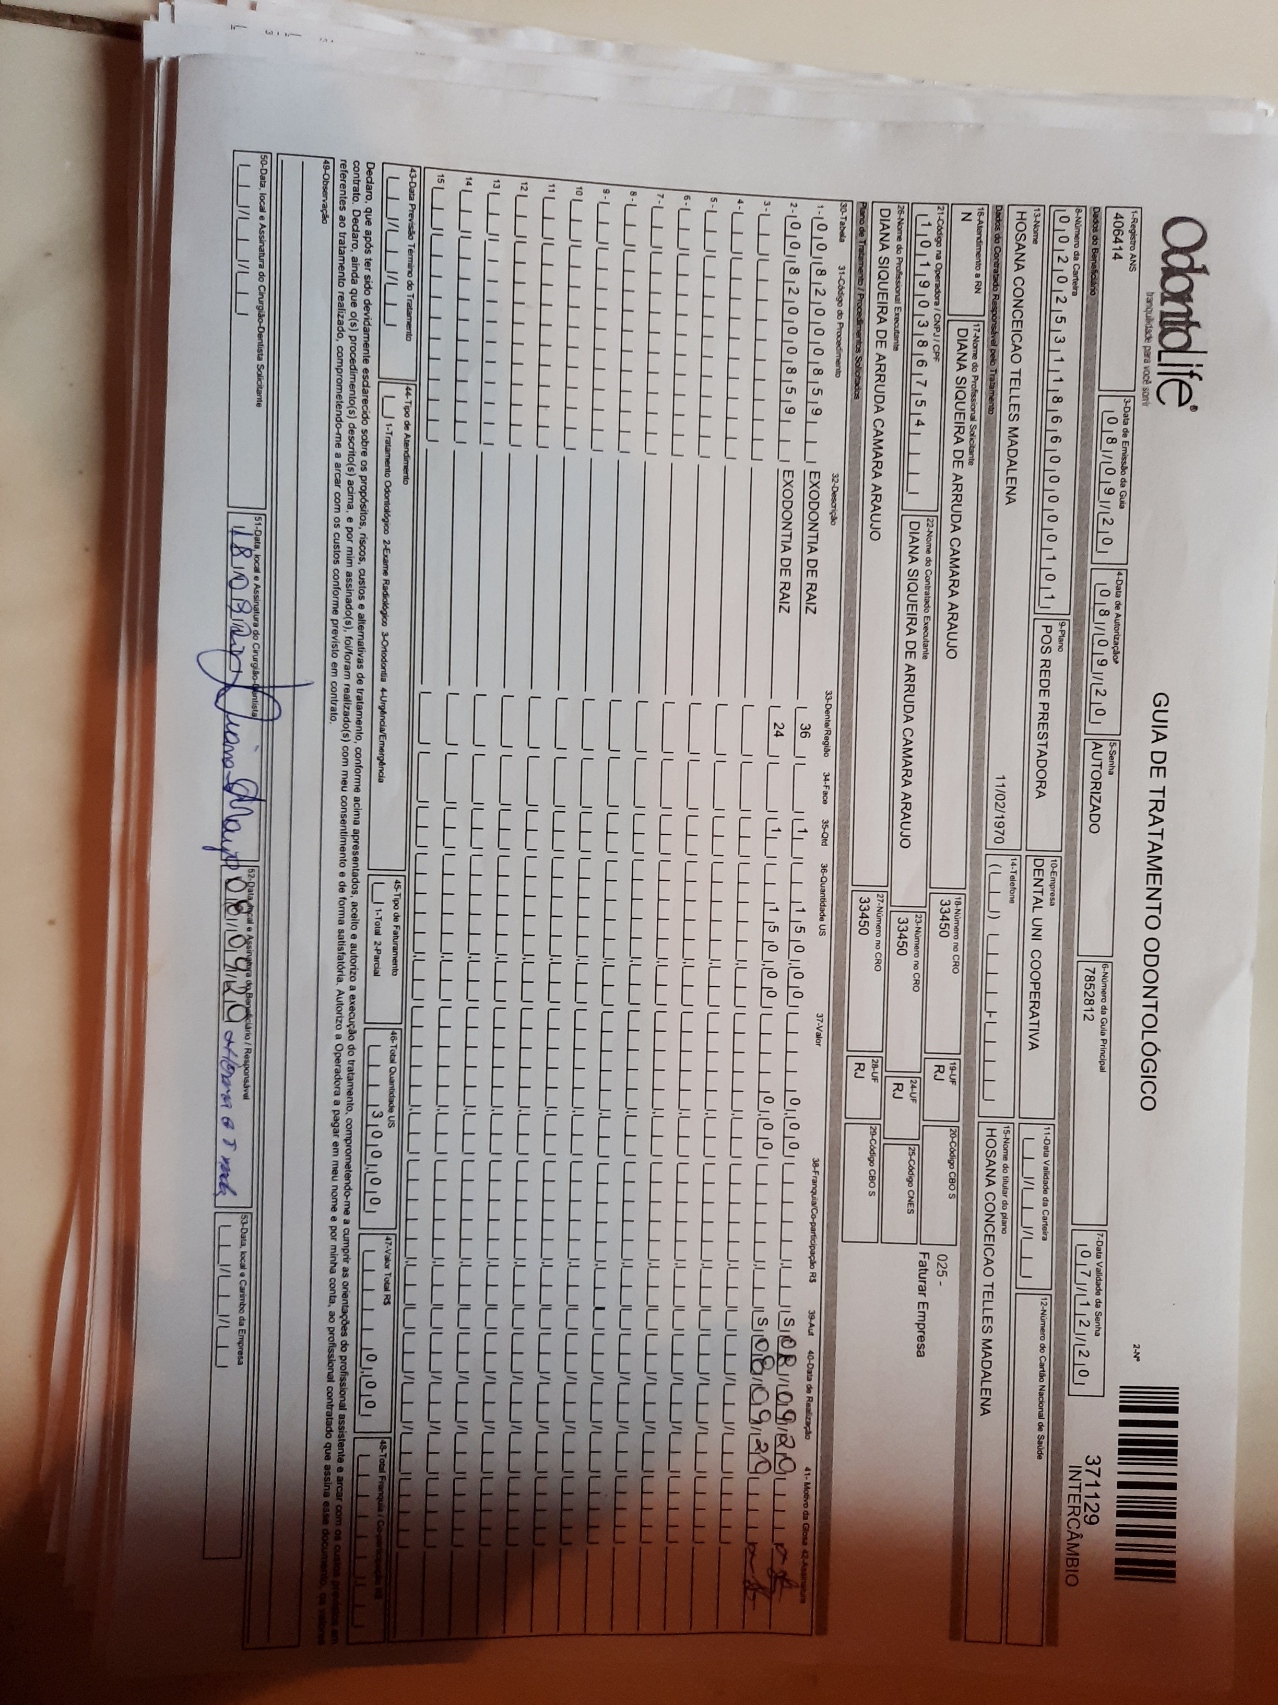 Odontolife®
tranquilidade para você sorrir
GUIA DE TRATAMENTO ODONTOLÓGICO
2-Nº
371129
INTERCÂMBIO
1-Registro ANS
406414
3-Data de Emissão da Guia
08/09/20
4-Data de Autorização
08/09/20
5-Senha
AUTORIZADO
6-Número da Guia Principal
7852812
7-Data Validade da Senha
07/12/20
Dados do Beneficiário
8-Número da Carteira
00202531186600000101
9-Plano
POS REDE PRESTADORA
10-Empresa
DENTAL UNI COOPERATIVA
11-Data Validade da Carteira
12-Número do Cartão Nacional de Saúde
13-Nome
HOSANA CONCEICAO TELLES MADALENA
11/02/1970
14-Telefone
15-Nome do titular do plano
HOSANA CONCEICAO TELLES MADALENA
Dados do Contratado Responsável pelo Tratamento
16-Atendimento a RN
N
17-Nome do Profissional Solicitante
DIANA SIQUEIRA DE ARRUDA CAMARA ARAUJO
18-Número no CRO
33450
19-UF
RJ
20-Código CBO S
025 -
Faturar Empresa
21-Código na Operadora / CNPJ / CPF
1019386754
22-Nome do Contratado Executante
DIANA SIQUEIRA DE ARRUDA CAMARA ARAUJO
23-Número no CRO
33450
24-UF
RJ
25-Código CNES
26-Nome do Profissional Executante
DIANA SIQUEIRA DE ARRUDA CAMARA ARAUJO
27-Número no CRO
33450
28-UF
RJ
29-Código CBO S
Plano de Tratamento / Procedimentos Solicitados
30-Tabela 31-Código do Procedimento 32-Descrição 33-Dente/Região 34-Face 35-Qtd 36-Quantidade US 37-Valor 38-Franquia/Co-participação R$ 39-Aut 40-Data de Realização 41- Motivo da Glosa 42-Assinatura
1- 0082000859 EXODONTIA DE RAIZ 36 1 150,00 0,00 S 08/09/20
2- 0082000859 EXODONTIA DE RAIZ 24 1 150,00 0,00 S 08/09/20
3-
4-
5-
6-
7-
8-
9-
10
11
12
13
14
15
43-Data Previsão Término do Tratamento
44-Tipo de Atendimento
1-Tratamento Odontológico 2-Exame Radiológico 3-Ortodontia 4-Urgência/Emergência
45-Tipo de Faturamento
1-Total 2-Parcial
46-Total Quantidade US
300,00
47-Valor Total R$
0,00
48-Total Franquia / Co-participação R$
Declaro, que após ter sido devidamente esclarecido sobre os propósitos, riscos, custos e alternativas de tratamento, conforme acima apresentados, aceito e autorizo a execução do tratamento, comprometendo-me a cumprir as orientações do profissional assistente e arcar com os custos previstos em
contrato. Declaro, ainda que o(s) procedimento(s) descrito(s) acima, e por mim assinado(s), foi/foram realizado(s) com meu consentimento e de forma satisfatória. Autorizo a Operadora a pagar em meu nome e por minha conta, ao profissional contratado que assina esse documento, os valores
referentes ao tratamento realizado, comprometendo-me a arcar com os custos conforme previsto em contrato.
49-Observação
50-Data, local e Assinatura do Cirurgião-Dentista Solicitante
51-Data, local e Assinatura do Cirurgião-Dentista
52-Data, local e Assinatura do Beneficiário / Responsável
08/09/20
53-Data, local e Carimbo da Empresa